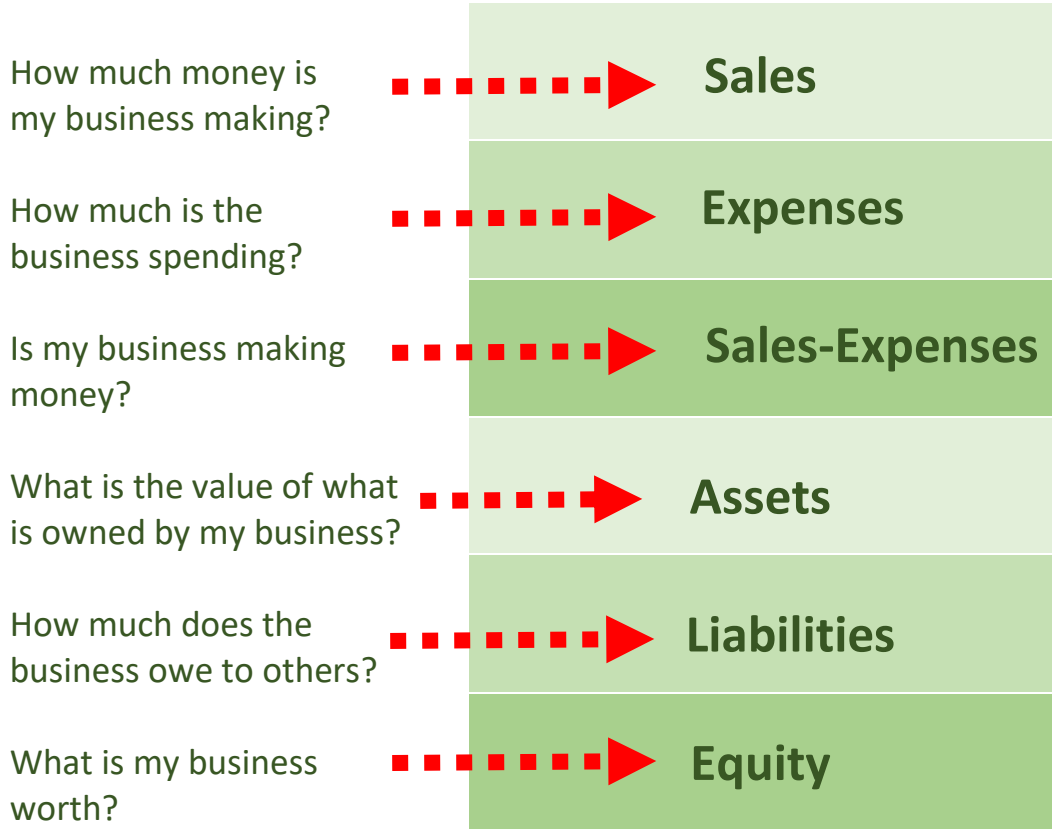 How much money is
my business making?
Sales
How much is the
business spending?
Expenses
Is my business making
money?
Sales-Expenses
What is the value of what
is owned by my business?
Assets
How much does the
business owe to others?
Liabilities
What is my business
worth?
Equity